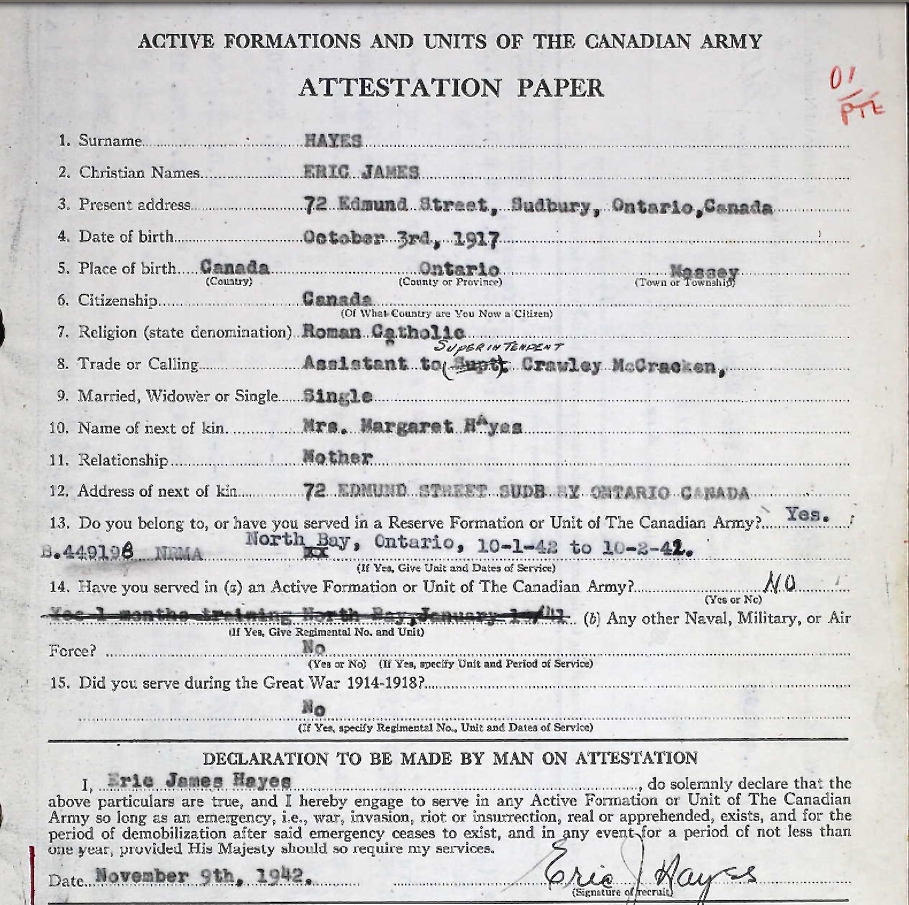 ACTIVE FORMATIONS AND UNITS OF THE CANADIAN ARMY
ATTESTATION PAPER
01
PTL
1. Surname HAYES
2. Christian Names ERIC JAMES
3. Present address 72 Edmund Street, Sudbury, Ontario, Canada
4. Date of birth October 3rd, 1917
5. Place of birth Canada Ontario Massey
(Country) (County or Province) (Town or Township)
6. Citizenship Canada
(Of What Country are You Now a Citizen)
7. Religion (state denomination) Roman Catholic
SUPERINTENDENT
8. Trade or Calling Assistant to (Supt) Crawley McCracken,
9. Married, Widower or Single Single
10. Name of next of kin Mrs. Margaret Hayes
11. Relationship Mother
12. Address of next of kin 72 EDMUND STREET SUDB RY ONTARIO CANADA
13. Do you belong to, or have you served in a Reserve Formation or Unit of The Canadian Army? Yes.
B.449198 NRMA North Bay, Ontario, 10-1-42 to 10-2-42.
(If Yes, Give Unit and Dates of Service)
14. Have you served in (a) an Active Formation or Unit of The Canadian Army? NO
(Yes or No)
Yes 1 months training North Bay, January (b) Any other Naval, Military, or Air
(If Yes, Give Regimental No. and Unit)
Force? No
(Yes or No) (If Yes, specify Unit and Period of Service)
15. Did you serve during the Great War 1914-1918?
No
(If Yes, specify Regimental No., Unit and Dates of Service)
DECLARATION TO BE MADE BY MAN ON ATTESTATION
I, Eric James Hayes, do solemnly declare that the
above particulars are true, and I hereby engage to serve in any Active Formation or Unit of The Canadian
Army so long as an emergency, i.e., war, invasion, riot or insurrection, real or apprehended, exists, and for the
period of demobilization after said emergency ceases to exist, and in any event for a period of not less than
one year, provided His Majesty should so require my services.
Date November 9th, 1942. Eric J Hayes
(Signature of recruit)